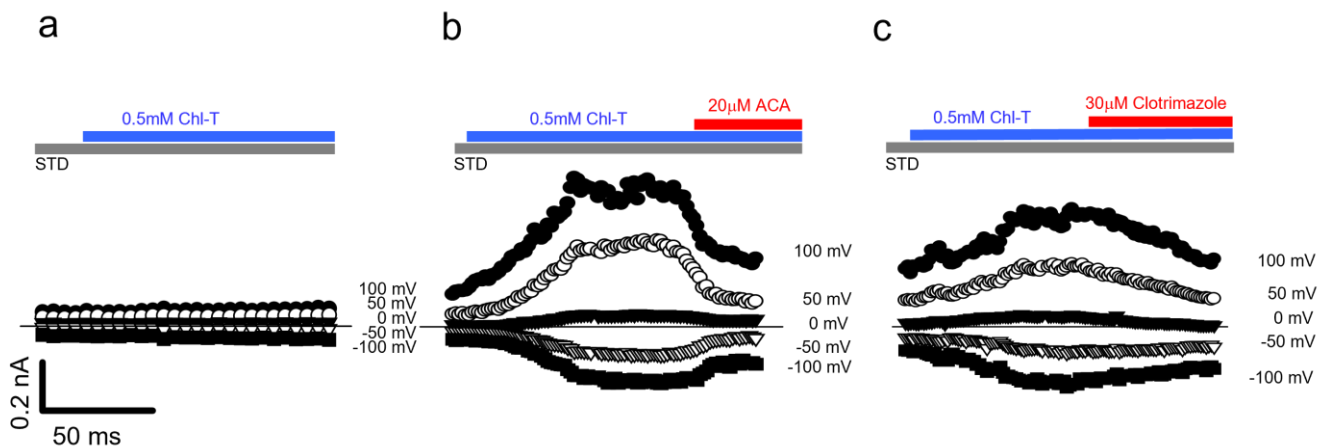 a
0.5mM Chl-T
STD
100 mV
50 mV
0 mV
-50 mV
-100 mV
0.2 nA
50 ms
b
20μM ACA
0.5mM Chl-T
STD
100 mV
50 mV
0 mV
-50 mV
-100 mV
c
30μM Clotrimazole
0.5mM Chl-T
STD
100 mV
50 mV
0 mV
-50 mV
-100 mV